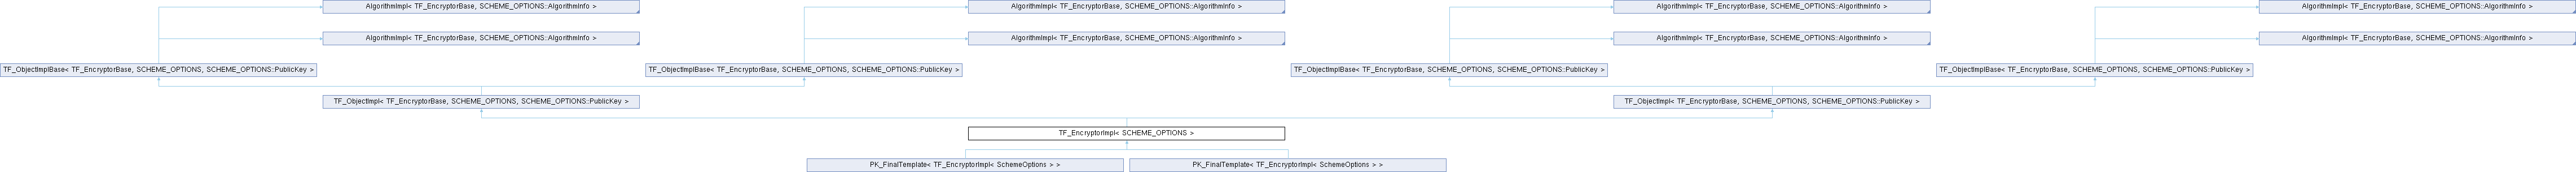 AlgorithmImpl< TF_EncryptorBase, SCHEME_OPTIONS::AlgorithmInfo >
AlgorithmImpl< TF_EncryptorBase, SCHEME_OPTIONS::AlgorithmInfo >
AlgorithmImpl< TF_EncryptorBase, SCHEME_OPTIONS::AlgorithmInfo >
AlgorithmImpl< TF_EncryptorBase, SCHEME_OPTIONS::AlgorithmInfo >
AlgorithmImpl< TF_EncryptorBase, SCHEME_OPTIONS::AlgorithmInfo >
AlgorithmImpl< TF_EncryptorBase, SCHEME_OPTIONS::AlgorithmInfo >
AlgorithmImpl< TF_EncryptorBase, SCHEME_OPTIONS::AlgorithmInfo >
AlgorithmImpl< TF_EncryptorBase, SCHEME_OPTIONS::AlgorithmInfo >
TF_ObjectImplBase< TF_EncryptorBase, SCHEME_OPTIONS, SCHEME_OPTIONS::PublicKey >
TF_ObjectImplBase< TF_EncryptorBase, SCHEME_OPTIONS, SCHEME_OPTIONS::PublicKey >
TF_ObjectImplBase< TF_EncryptorBase, SCHEME_OPTIONS, SCHEME_OPTIONS::PublicKey >
TF_ObjectImplBase< TF_EncryptorBase, SCHEME_OPTIONS, SCHEME_OPTIONS::PublicKey >
TF_ObjectImpl< TF_EncryptorBase, SCHEME_OPTIONS, SCHEME_OPTIONS::PublicKey >
TF_ObjectImpl< TF_EncryptorBase, SCHEME_OPTIONS, SCHEME_OPTIONS::PublicKey >
TF_EncryptorImpl< SCHEME_OPTIONS >
PK_FinalTemplate< TF_EncryptorImpl< SchemeOptions > >
PK_FinalTemplate< TF_EncryptorImpl< SchemeOptions > >